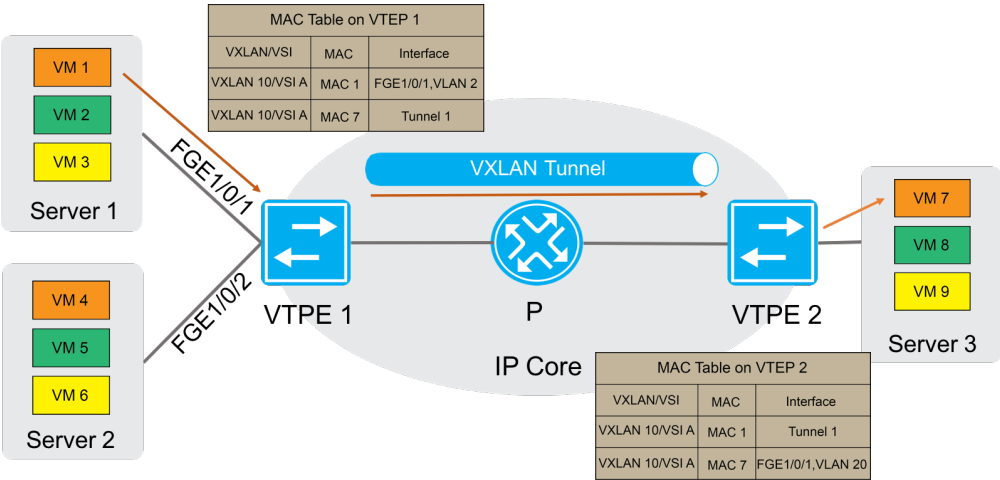 MAC Table on VTEP 1
VXLAN/VSI MAC Interface
VXLAN 10/VSI A MAC 1 FGE1/0/1,VLAN 2
VXLAN 10/VSI A MAC 7 Tunnel 1
VM 1
VM 2
VM 3
Server 1
FGE1/0/1
VXLAN Tunnel
VM 7
VM 8
VM 9
Server 3
VM 4
VM 5
VM 6
Server 2
FGE1/0/2
VTPE 1
P
VTPE 2
IP Core
MAC Table on VTEP 2
VXLAN/VSI MAC Interface
VXLAN 10/VSI A MAC 1 Tunnel 1
VXLAN 10/VSI A MAC 7 FGE1/0/1,VLAN 20